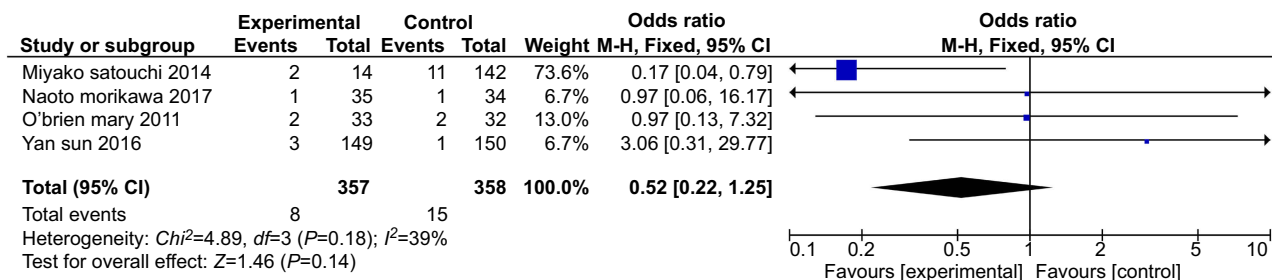 Experimental Control Odds ratio Odds ratio
Study or subgroup Events Total Events Total Weight M-H, Fixed, 95% CI M-H, Fixed, 95% CI
Miyako satouchi 2014 2 14 11 142 73.6% 0.17 [0.04, 0.79]
Naoto morikawa 2017 1 35 1 34 6.7% 0.97 [0.06, 16.17]
O'brien mary 2011 2 33 2 32 13.0% 0.97 [0.13, 7.32]
Yan sun 2016 3 149 1 150 6.7% 3.06 [0.31, 29.77]
Total (95% CI) 357 358 100.0% 0.52 [0.22, 1.25]
Total events 8 15
Heterogeneity: Chi²=4.89, df=3 (P=0.18); I²=39%
Test for overall effect: Z=1.46 (P=0.14)
0.1 0.2 0.5 1 2 5 10
Favours [experimental] Favours [control]